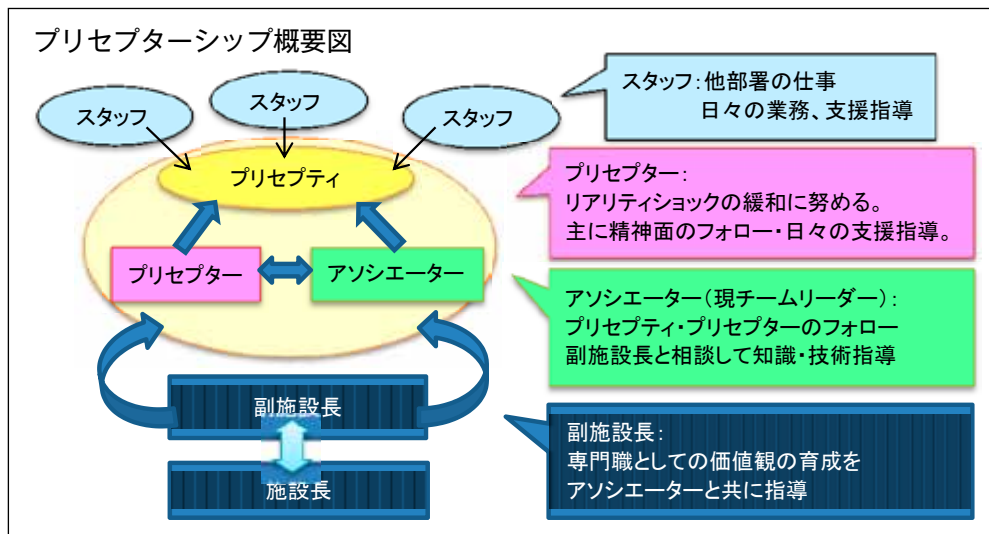 プリセプターシップ概要図
スタッフ
スタッフ
スタッフ
プリセプティ
プリセプター
アソシエーター
副施設長
施設長
スタッフ：他部署の仕事
日々の業務、支援指導
プリセプター：
リアリティショックの緩和に努める。
主に精神面のフォロー・日々の支援指導。
アソシエーター（現チームリーダー）：
プリセプティ・プリセプターのフォロー
副施設長と相談して知識・技術指導
副施設長：
専門職としての価値観の育成を
アソシエーターと共に指導